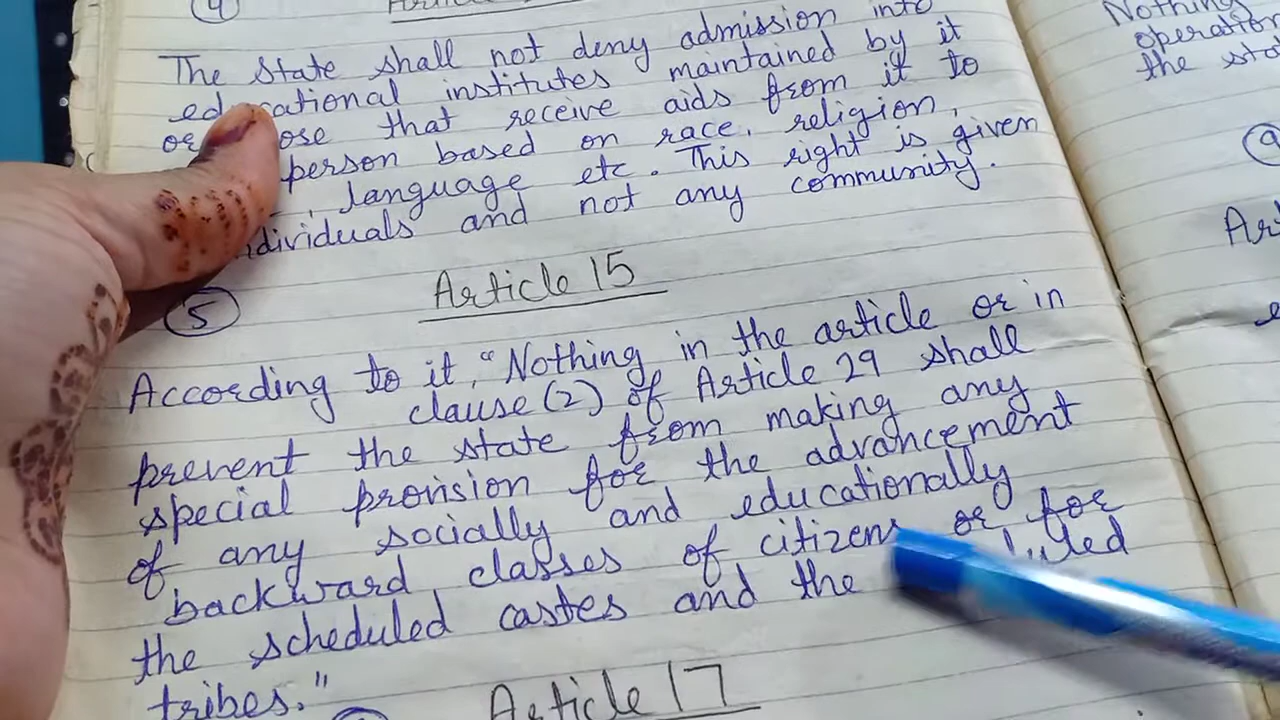 4
The State shall not deny admission into
educational institutes maintained by it
or those that receive aids from it to
person based on race, religion,
language etc. This right is given
individuals and not any community.
5 Article 15
According to it, "Nothing in the article or in
clause (2) of Article 29 shall
prevent the state from making any
special provision for the advancement
of any socially and educationally
backward classes of citizens or for
the scheduled castes and the
tribes."
Article 17
Nothing
operation
the